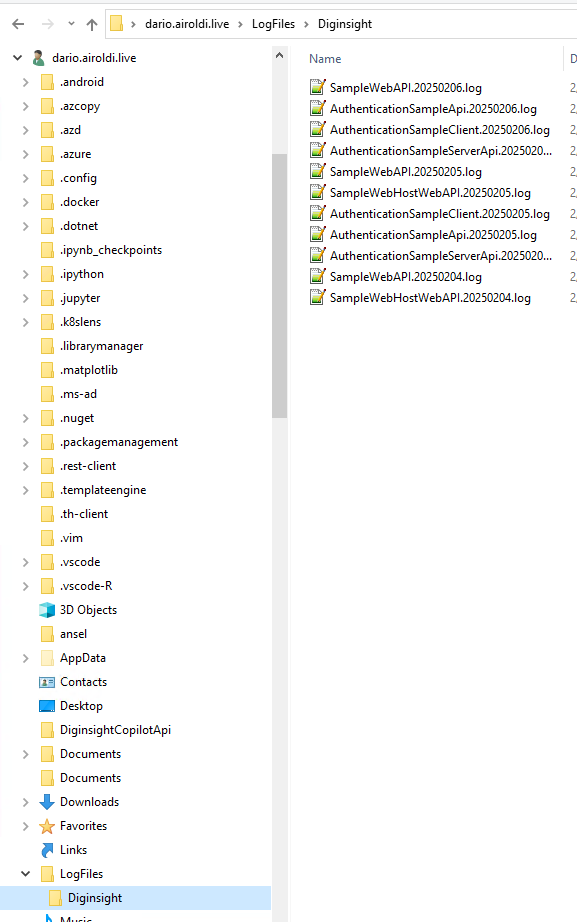 dario.airoldi.live > LogFiles > Diginsight
dario.airoldi.live
.android
.azcopy
.azd
.azure
.config
.docker
.dotnet
.ipynb_checkpoints
.ipython
.jupyter
.k8slens
.librarymanager
.matplotlib
.ms-ad
.nuget
.packagemanagement
.rest-client
.templateengine
.th-client
.vim
.vscode
.vscode-R
3D Objects
ansel
AppData
Contacts
Desktop
DiginsightCopilotApi
Documents
Documents
Downloads
Favorites
Links
LogFiles
Diginsight
Music
Name
SampleWebAPI.20250206.log
AuthenticationSampleApi.20250206.log
AuthenticationSampleClient.20250206.log
AuthenticationSampleServerApi.2025020...
SampleWebAPI.20250205.log
SampleWebHostWebAPI.20250205.log
AuthenticationSampleClient.20250205.log
AuthenticationSampleApi.20250205.log
AuthenticationSampleServerApi.2025020...
SampleWebAPI.20250204.log
SampleWebHostWebAPI.20250204.log